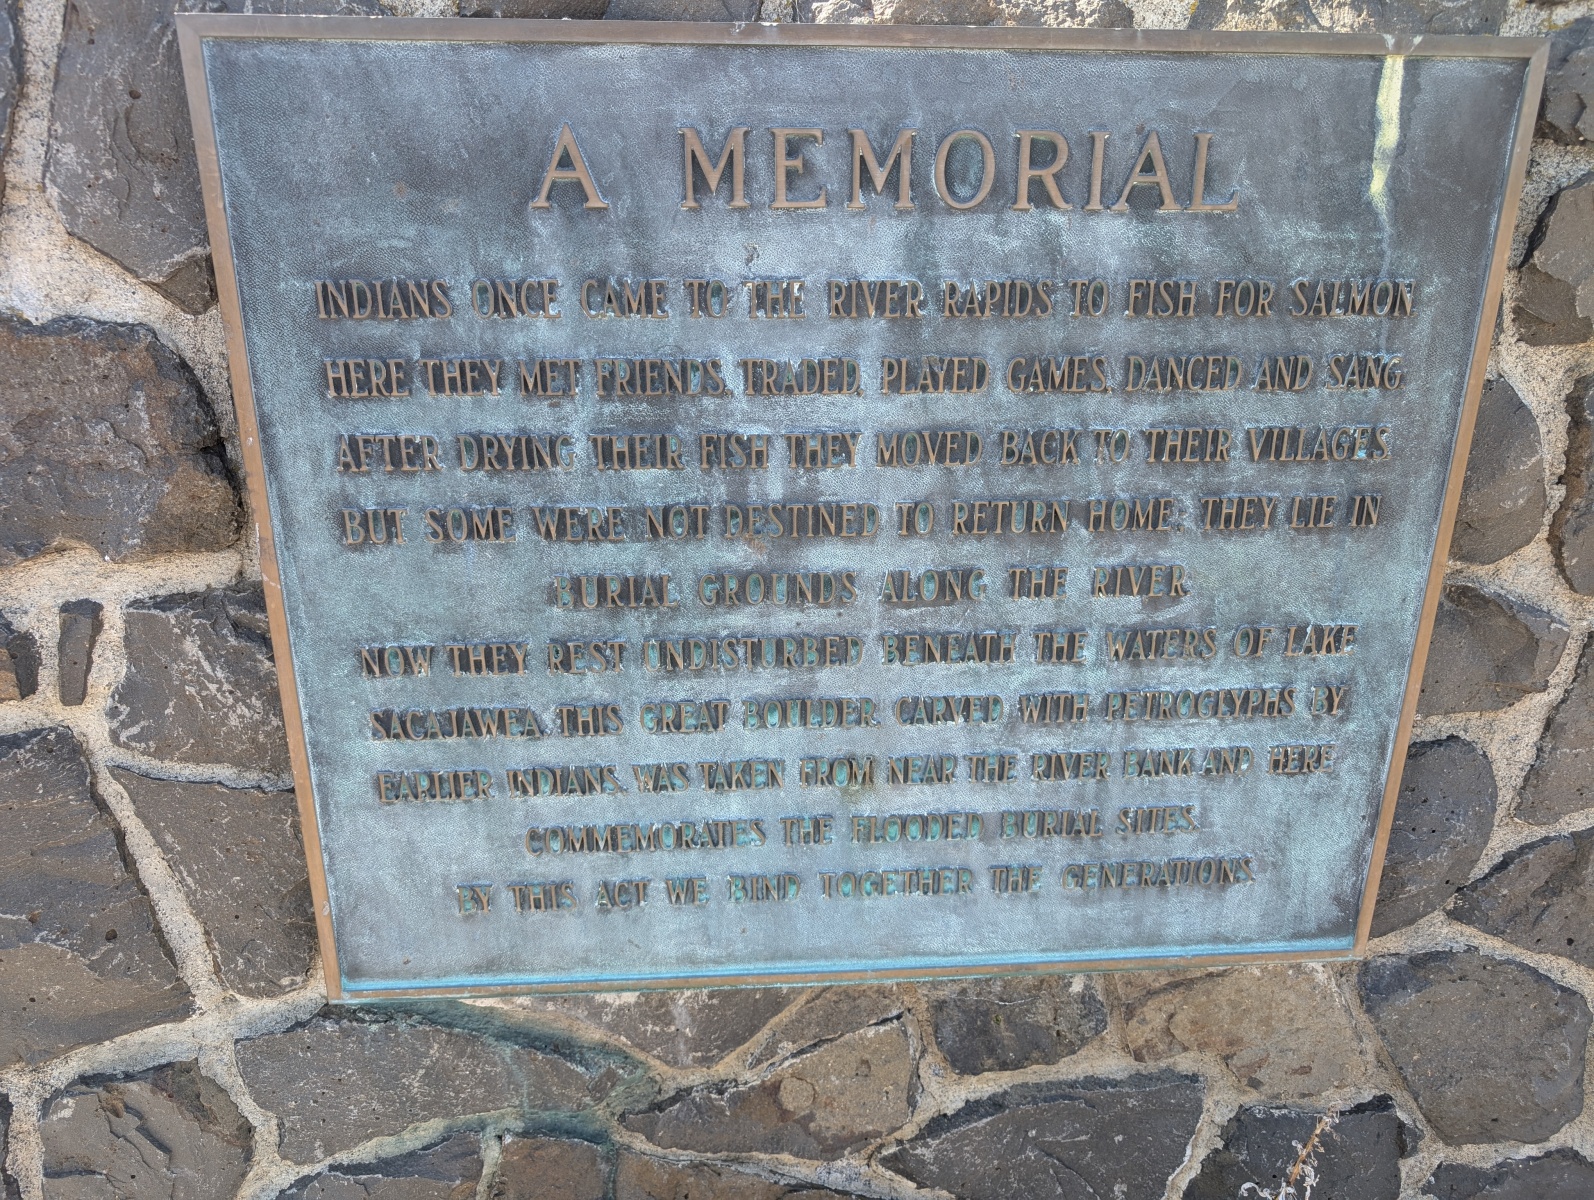 A MEMORIAL
INDIANS ONCE CAME TO THE RIVER RAPIDS TO FISH FOR SALMON
HERE THEY MET FRIENDS, TRADED, PLAYED GAMES, DANCED AND SANG.
AFTER DRYING THEIR FISH THEY MOVED BACK TO THEIR VILLAGES.
BUT SOME WERE NOT DESTINED TO RETURN HOME; THEY LIE IN
BURIAL GROUNDS ALONG THE RIVER
NOW THEY REST UNDISTURBED BENEATH THE WATERS OF LAKE
SACAJAWEA. THIS GREAT BOULDER CARVED WITH PETROGLYPHS BY
EARLIER INDIANS, WAS TAKEN FROM NEAR THE RIVER BANK AND HERE
COMMEMORATES THE FLOODED BURIAL SITES.
BY THIS ACT WE BIND TOGETHER THE GENERATIONS.